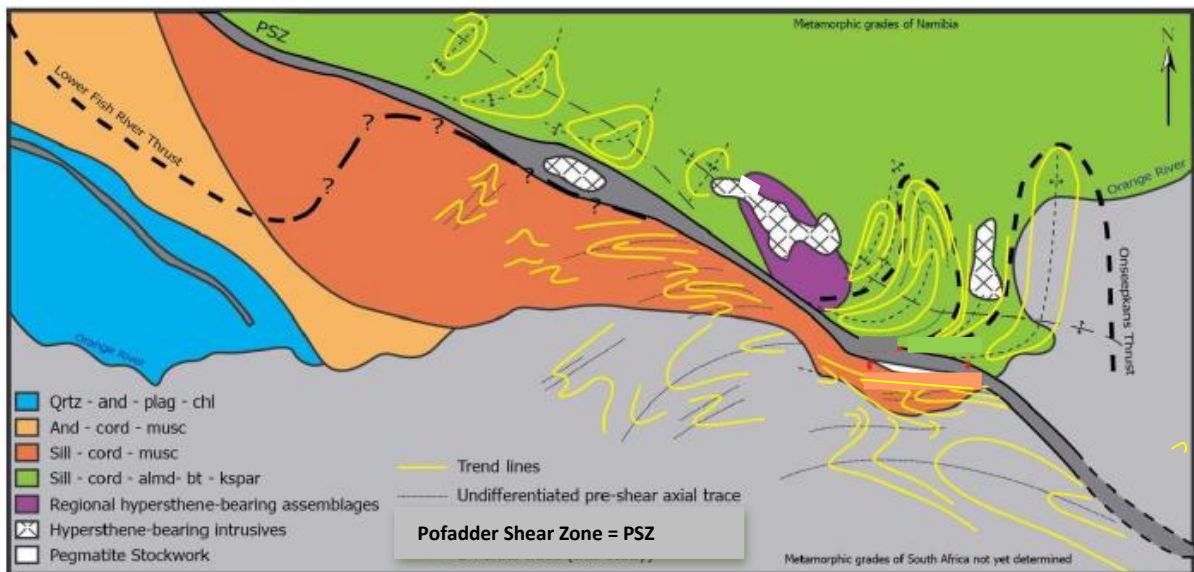 Metamorphic grades of Namibia
PSZ
N
Lower Fish River Thrust
?
?
?
?
?
Orange River
Onseepkans Thrust
Orange River
Qrtz - and - plag - chl
And - cord - musc
Sill - cord - musc
Sill - cord - almd- bt - kspar
Regional hypersthene-bearing assemblages
Hypersthene-bearing intrusives
Pegmatite Stockwork
Trend lines
Undifferentiated pre-shear axial trace
Pofadder Shear Zone = PSZ
Metamorphic grades of South Africa not yet determined